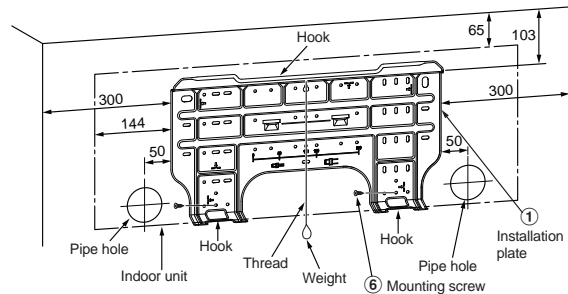 Hook
65
103
300
300
144
50
50
Pipe hole
Indoor unit
Hook
Thread
Weight
⑥ Mounting screw
Hook
Pipe hole
①
Installation
plate